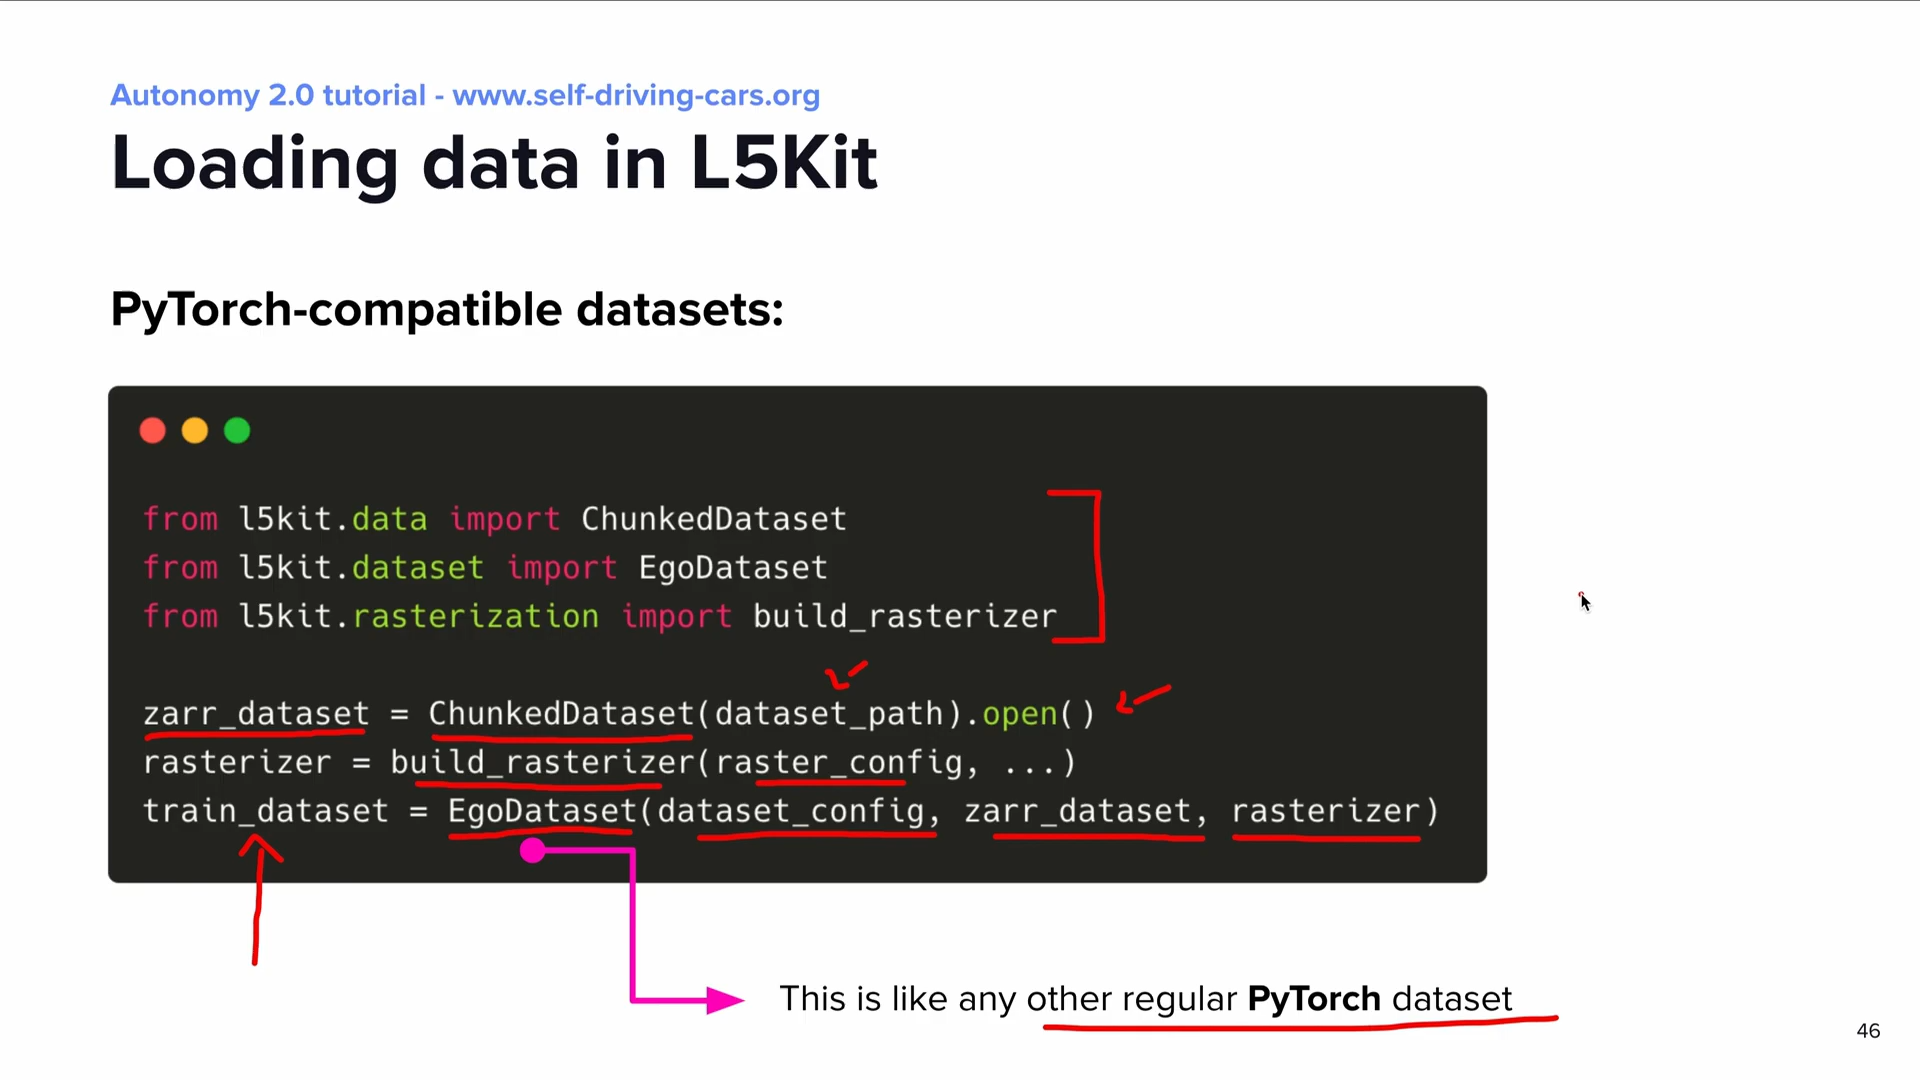 Autonomy 2.0 tutorial - www.self-driving-cars.org
Loading data in L5Kit
PyTorch-compatible datasets:
from l5kit.data import ChunkedDataset
from l5kit.dataset import EgoDataset
from l5kit.rasterization import build_rasterizer
zarr_dataset = ChunkedDataset(dataset_path).open()
rasterizer = build_rasterizer(raster_config, ...)
train_dataset = EgoDataset(dataset_config, zarr_dataset, rasterizer)
This is like any other regular PyTorch dataset
46